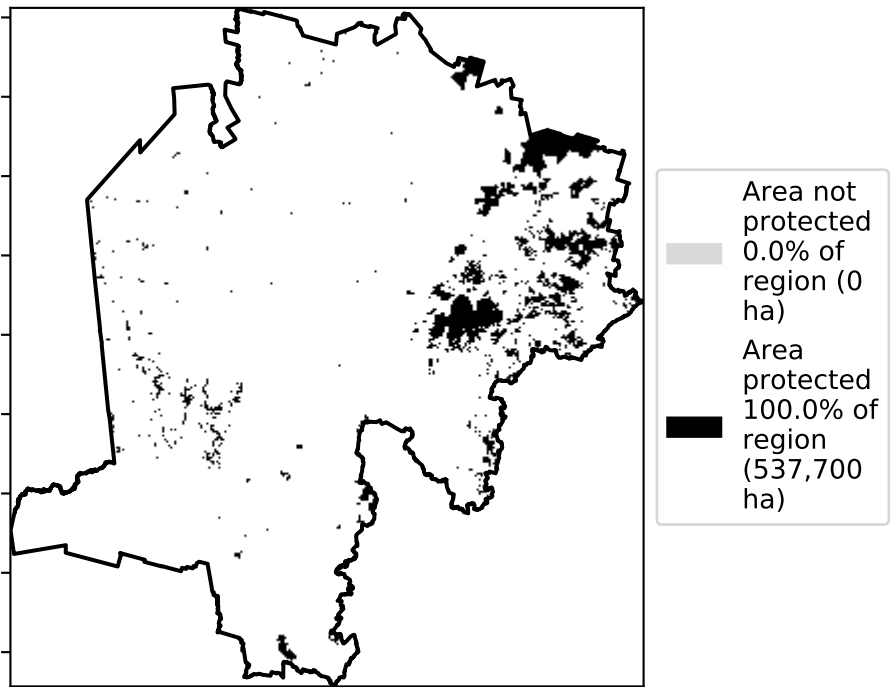 Area not
protected
0.0% of
region (0
ha)
Area
protected
100.0% of
region
(537,700
ha)